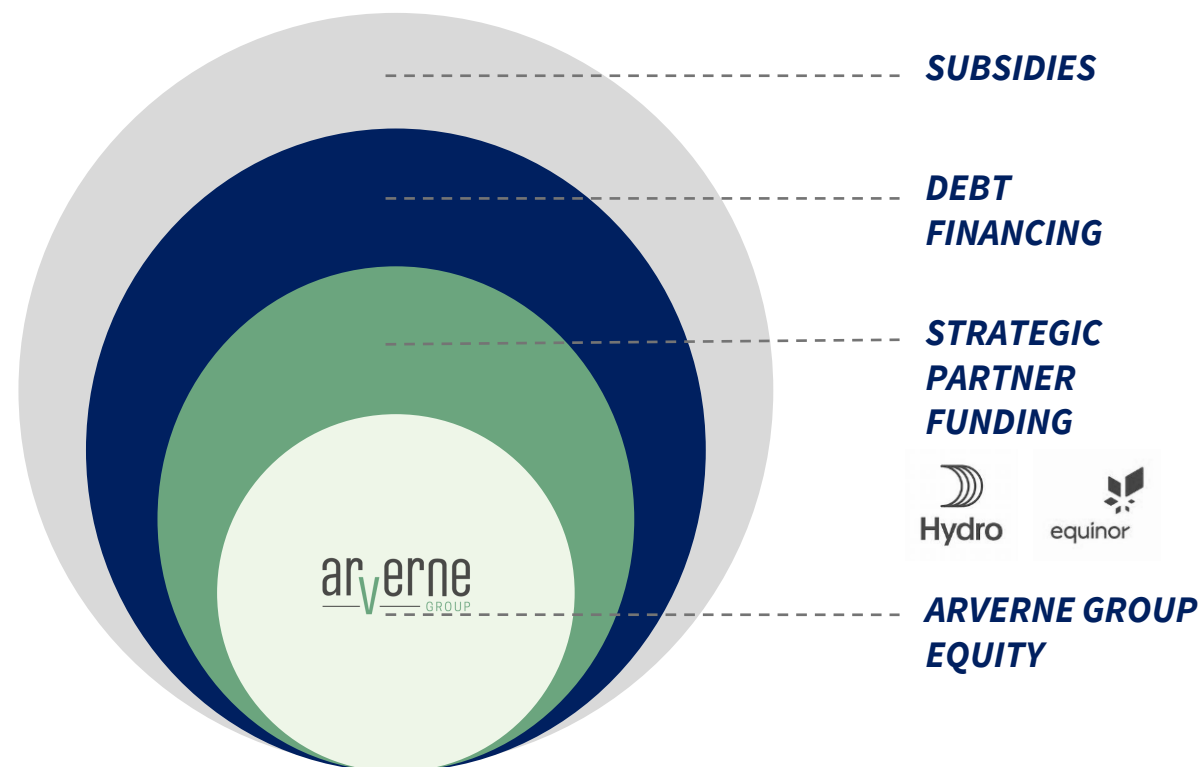 SUBSIDIES
DEBT
FINANCING
STRATEGIC
PARTNER
FUNDING
Hydro
equinor
arverne
GROUP
ARVERNE GROUP
EQUITY